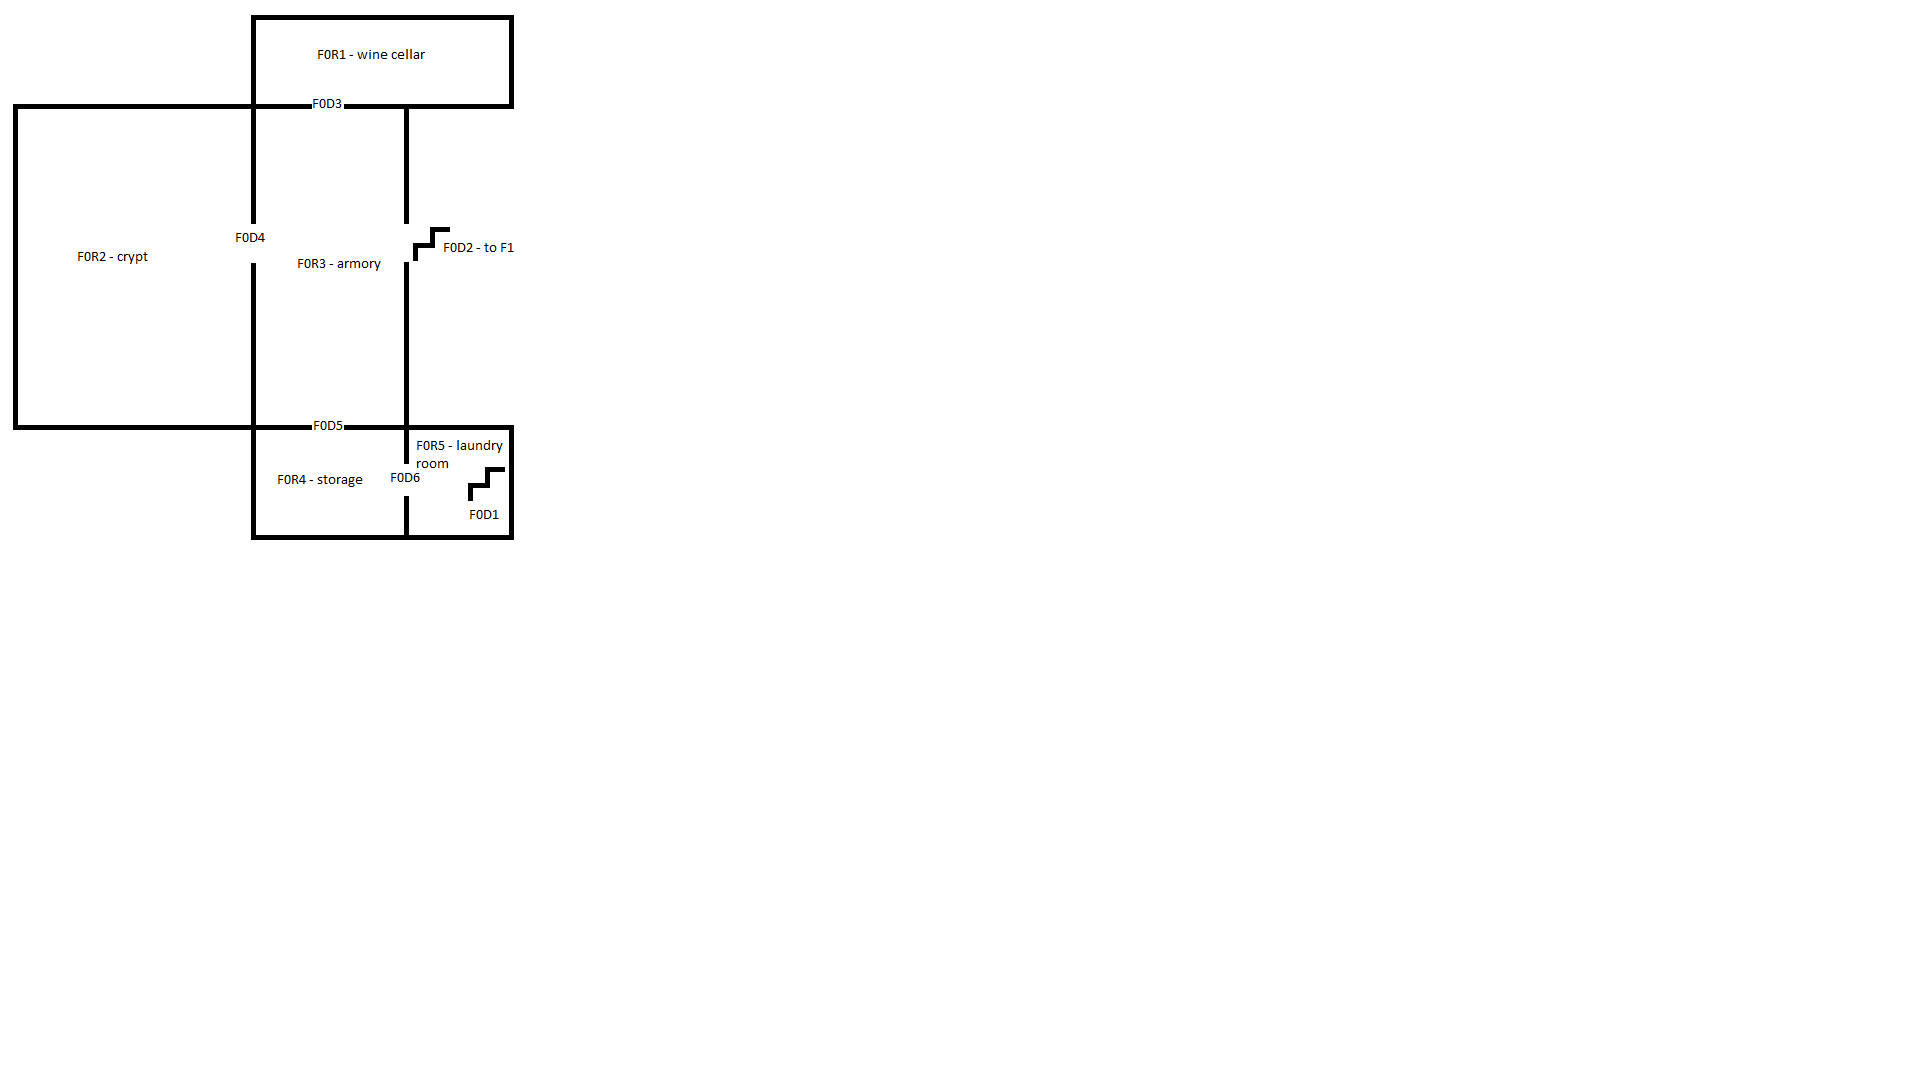 F0R1 - wine cellar
F0D3
F0D4
F0D2 - to F1
F0R2 - crypt
F0R3 - armory
F0D5
F0R5 - laundry
room
F0R4 - storage
F0D6
F0D1